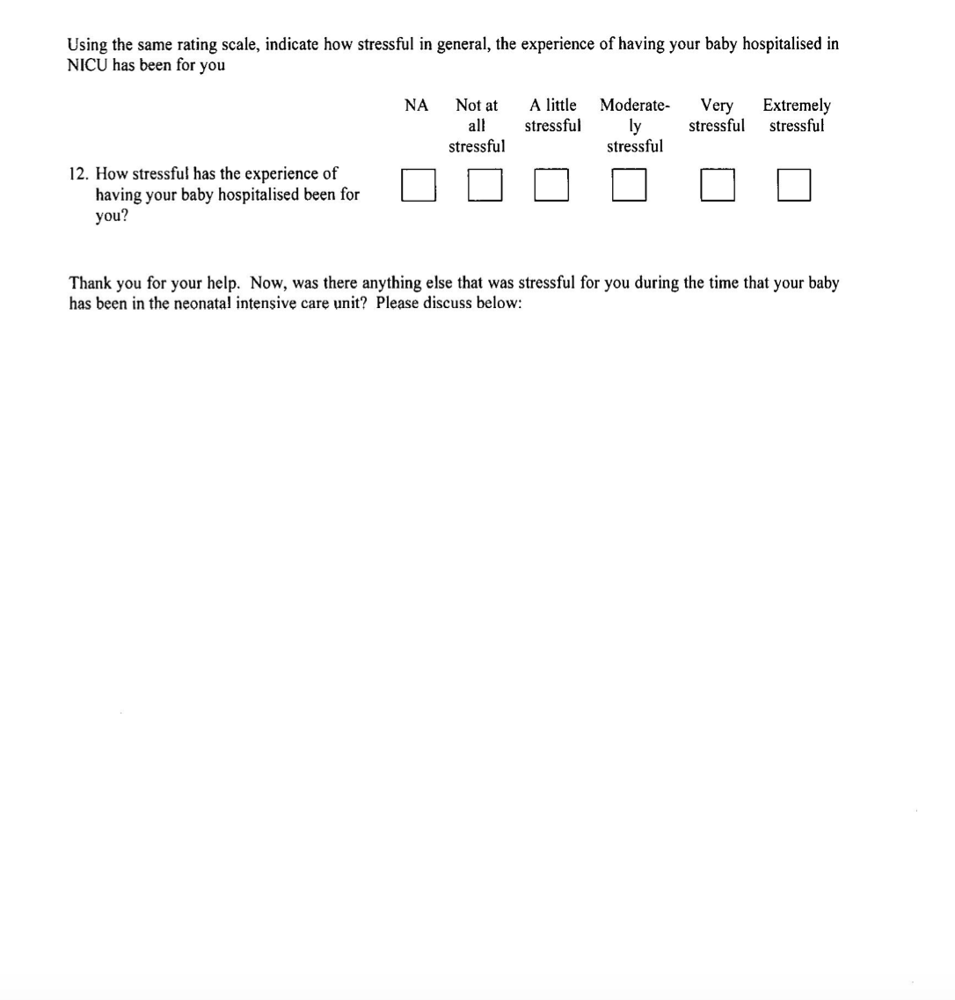 Using the same rating scale, indicate how stressful in general, the experience of having your baby hospitalised in
NICU has been for you
NA Not at all stressful A little stressful Moderate-ly stressful Very stressful Extremely stressful
12. How stressful has the experience of
having your baby hospitalised been for
you?
Thank you for your help. Now, was there anything else that was stressful for you during the time that your baby
has been in the neonatal intensive care unit? Please discuss below: